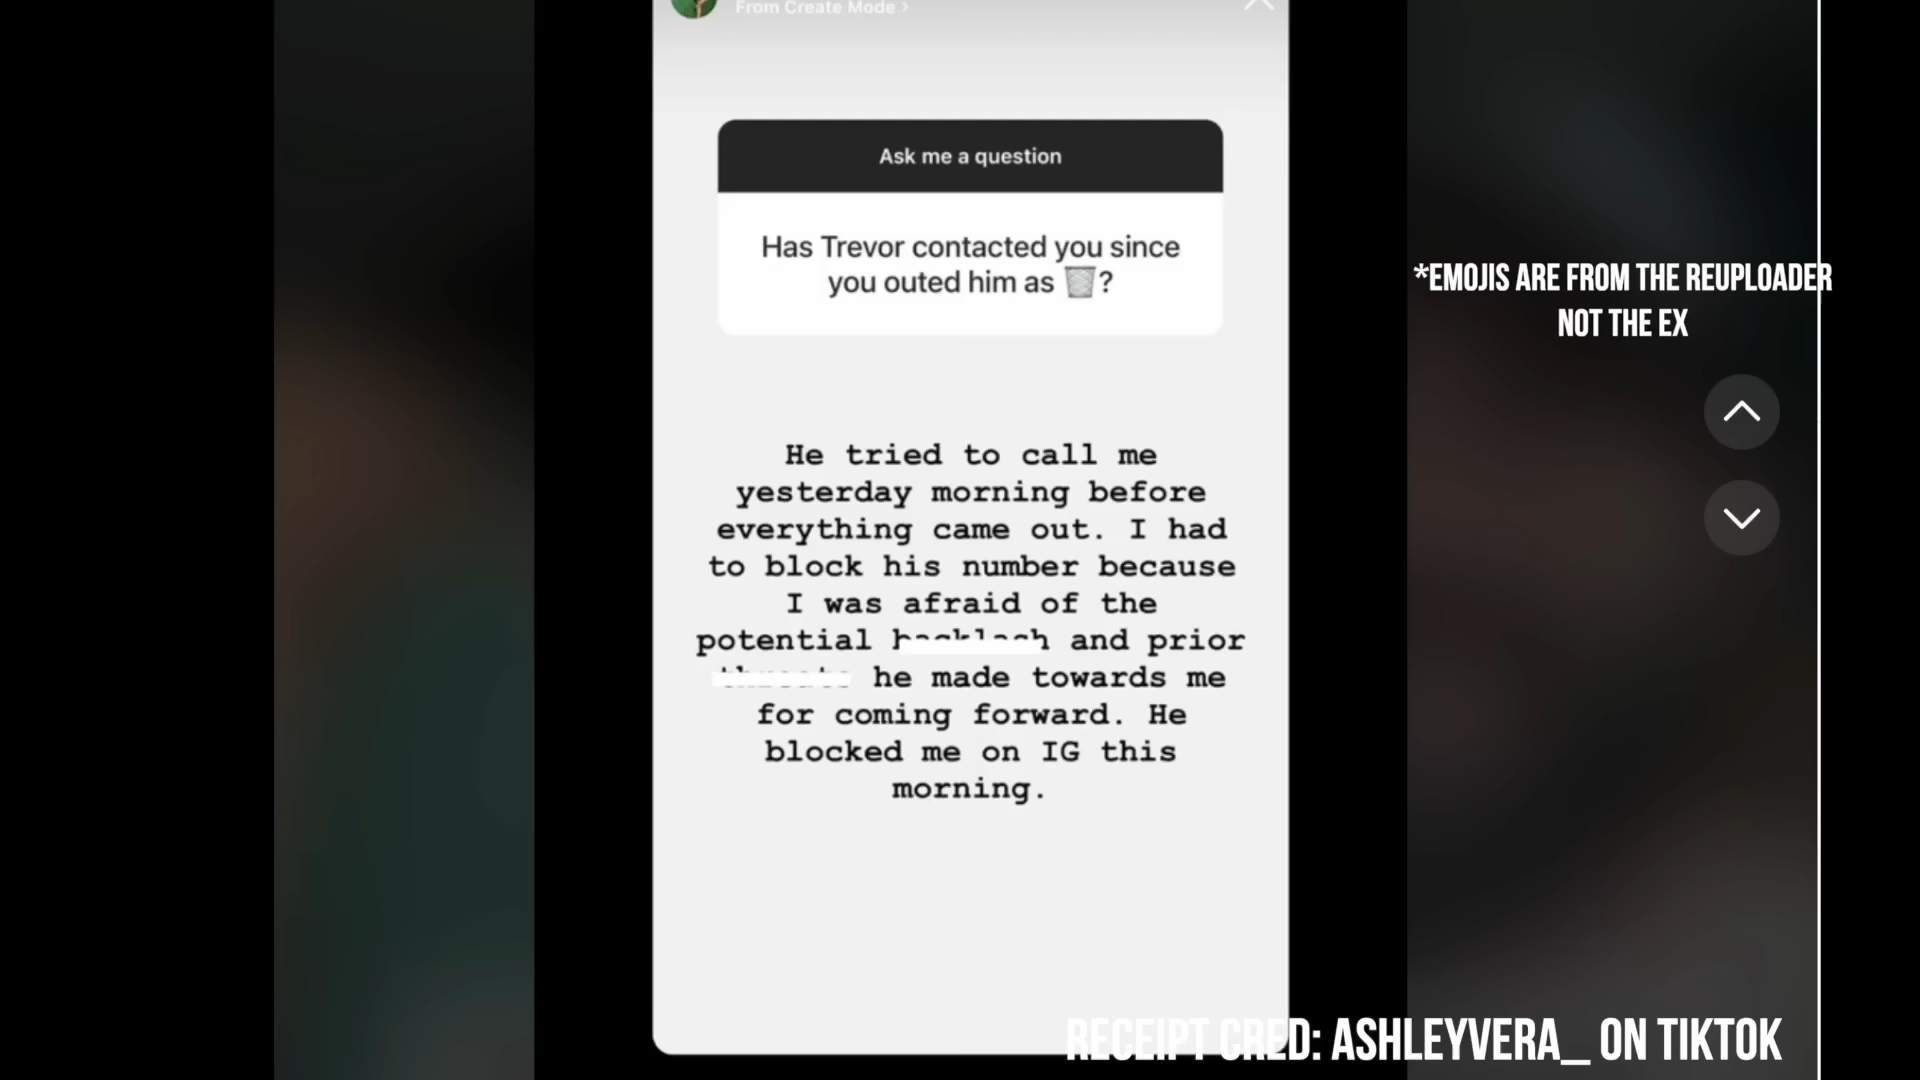 From Create Mode >
Ask me a question
Has Trevor contacted you since
you outed him as 🗑?
*EMOJIS ARE FROM THE REUPLOADER
NOT THE EX
He tried to call me
yesterday morning before
everything came out. I had
to block his number because
I was afraid of the
potential backlash and prior
threats he made towards me
for coming forward. He
blocked me on IG this
morning.
RECEIPT CRED: ASHLEYVERA_ ON TIKTOK